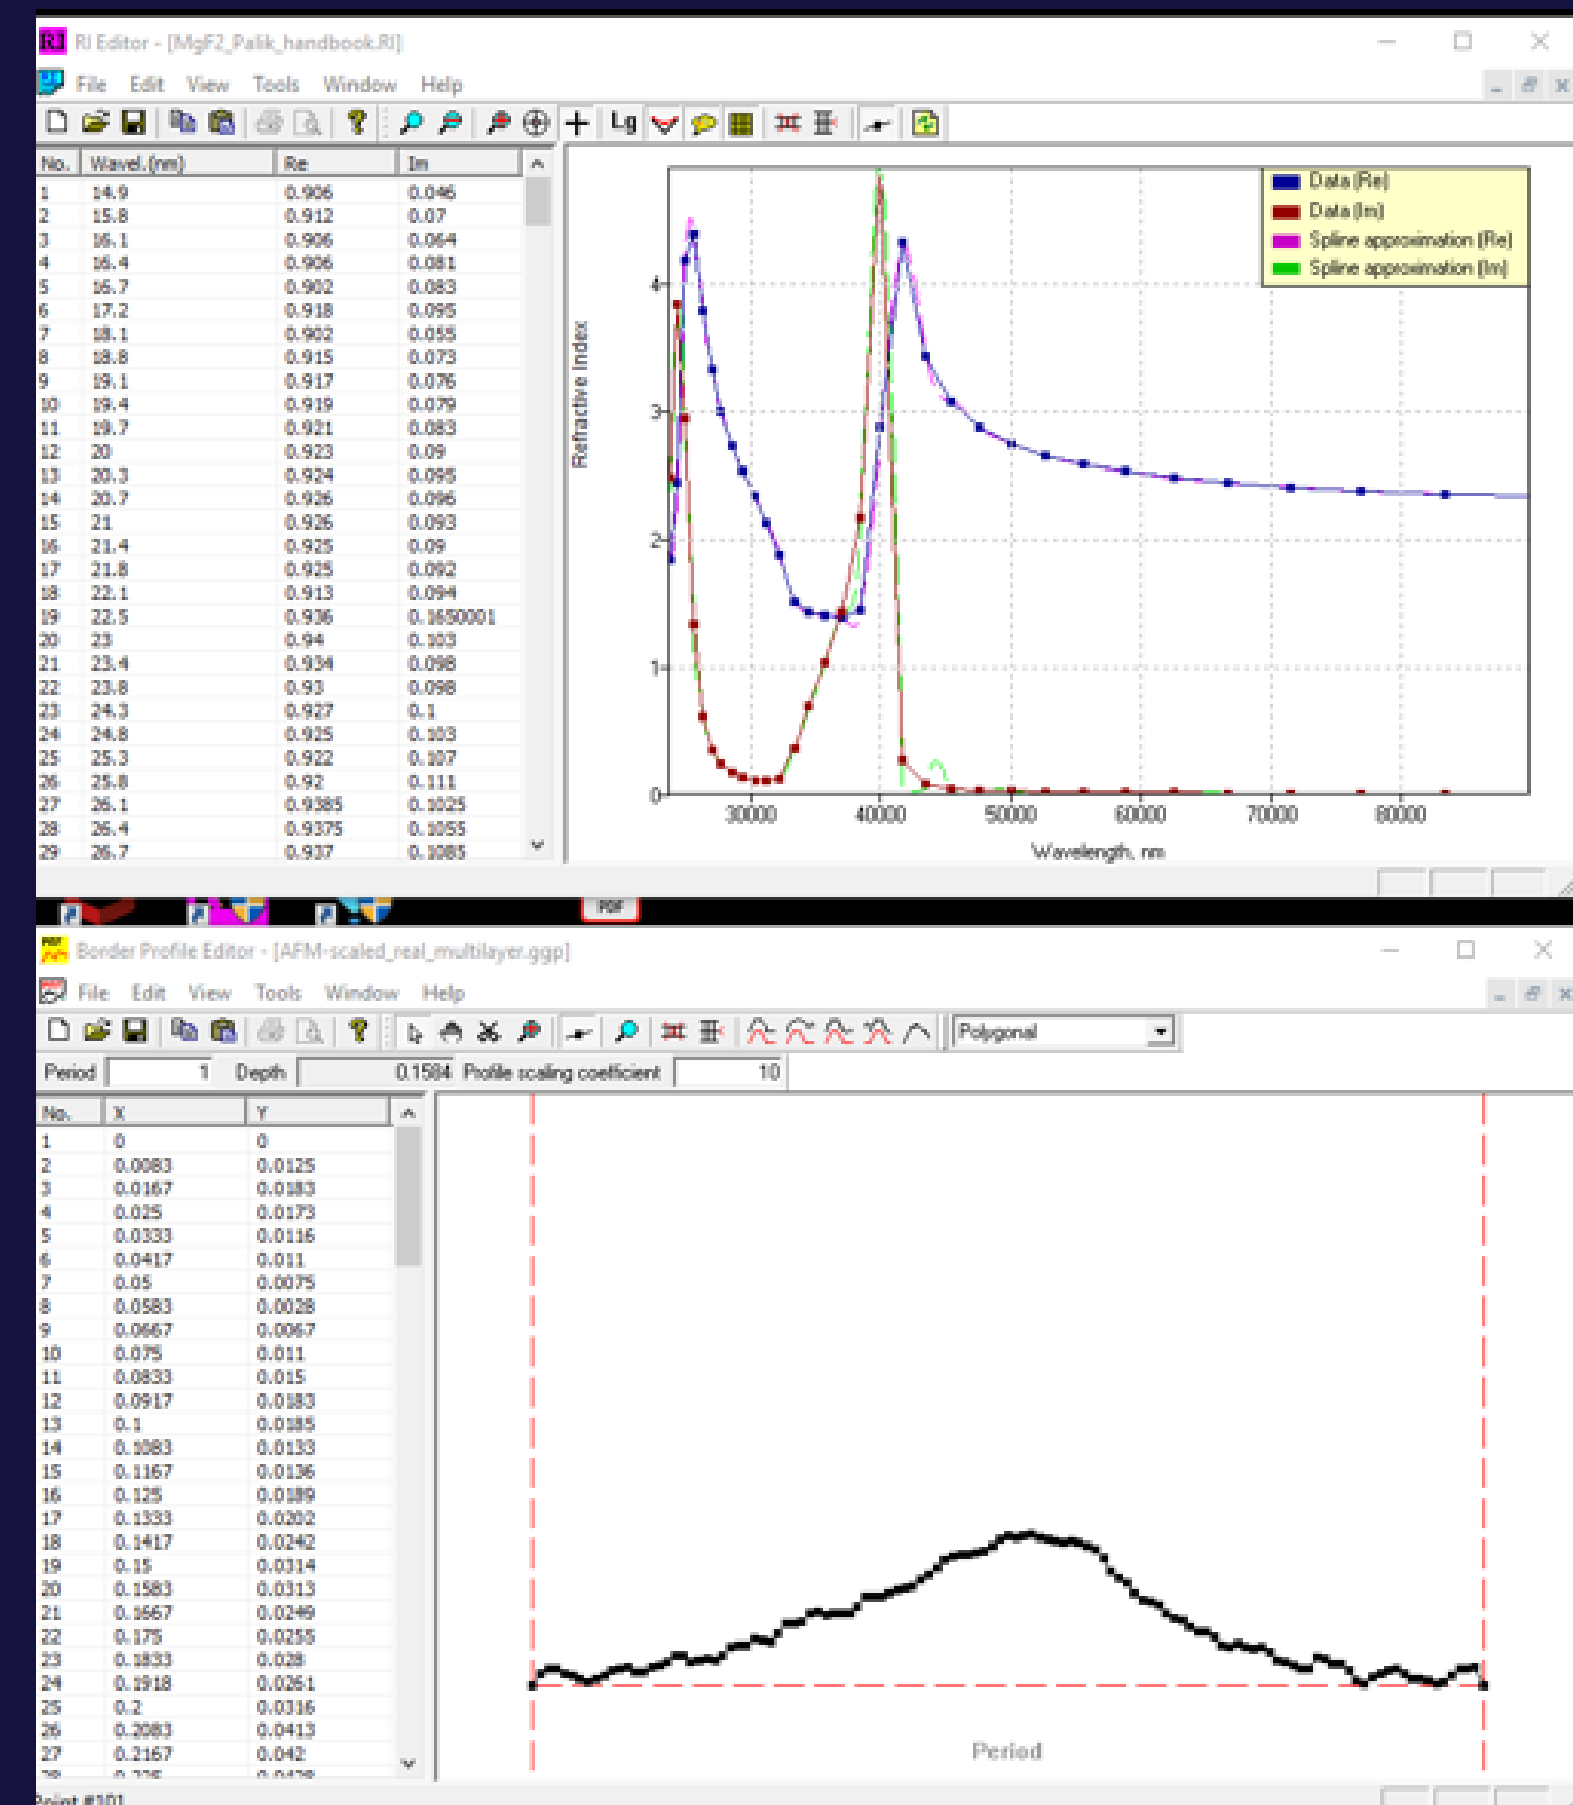 RI RI Editor - [MgF2_Palik_handbook.RI]
File Edit View Tools Window Help
Lg
No. Wavel.(nm) Re Im
1 14.9 0.906 0.046
2 15.8 0.912 0.07
3 16.1 0.906 0.064
4 16.4 0.906 0.081
5 16.7 0.902 0.083
6 17.2 0.918 0.095
7 18.1 0.902 0.055
8 18.8 0.915 0.073
9 19.1 0.917 0.076
10 19.4 0.919 0.079
11 19.7 0.921 0.083
12 20 0.923 0.09
13 20.3 0.924 0.095
14 20.7 0.926 0.096
15 21 0.926 0.093
16 21.4 0.925 0.09
17 21.8 0.925 0.092
18 22.1 0.913 0.094
19 22.5 0.936 0.1650001
20 23 0.94 0.103
21 23.4 0.934 0.098
22 23.8 0.93 0.098
23 24.3 0.927 0.1
24 24.8 0.925 0.103
25 25.3 0.922 0.107
26 25.8 0.92 0.111
27 26.1 0.9385 0.1025
28 26.4 0.9375 0.1055
29 26.7 0.937 0.1085
Data (Re)
Data (Im)
Spline approximation (Re)
Spline approximation (Im)
Refractive Index
4
3
2
1
0
30000 40000 50000 60000 70000 80000
Wavelength, nm
PDF
Border Profile Editor - [AFM-scaled_real_multilayer.ggp]
File Edit View Tools Window Help
Polygonal
Period 1 Depth 0.1584 Profile scaling coefficient 10
No. X Y
1 0 0
2 0.0083 0.0125
3 0.0167 0.0183
4 0.025 0.0173
5 0.0333 0.0116
6 0.0417 0.011
7 0.05 0.0075
8 0.0583 0.0028
9 0.0667 0.0067
10 0.075 0.011
11 0.0833 0.015
12 0.0917 0.0183
13 0.1 0.0185
14 0.1083 0.0133
15 0.1167 0.0136
16 0.125 0.0189
17 0.1333 0.0202
18 0.1417 0.0242
19 0.15 0.0314
20 0.1583 0.0313
21 0.1667 0.0249
22 0.175 0.0255
23 0.1833 0.028
24 0.1918 0.0261
25 0.2 0.0316
26 0.2083 0.0413
27 0.2167 0.042
Period
Point #101